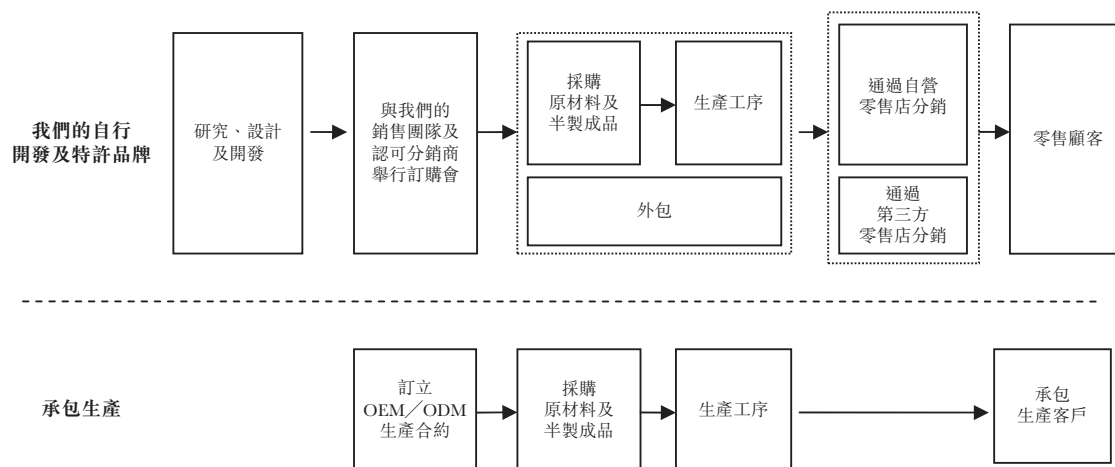 我們的自行
開發及特許品牌
研究、設計
及開發
與我們的
銷售團隊及
認可分銷商
舉行訂購會
採購
原材料及
半製成品
生產工序
外包
通過自營
零售店分銷
通過
第三方
零售店分銷
零售顧客
承包生產
訂立
OEM／ODM
生產合約
採購
原材料及
半製成品
生產工序
承包
生產客戶